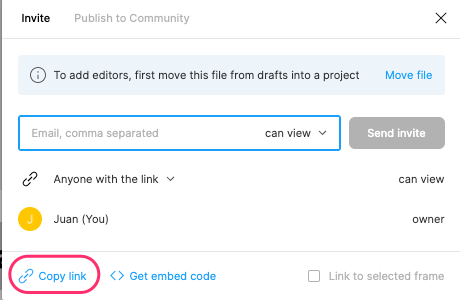 Invite Publish to Community
To add editors, first move this file from drafts into a project Move file
Email, comma separated can view Send invite
Anyone with the link can view
J Juan (You) owner
Copy link <> Get embed code Link to selected frame